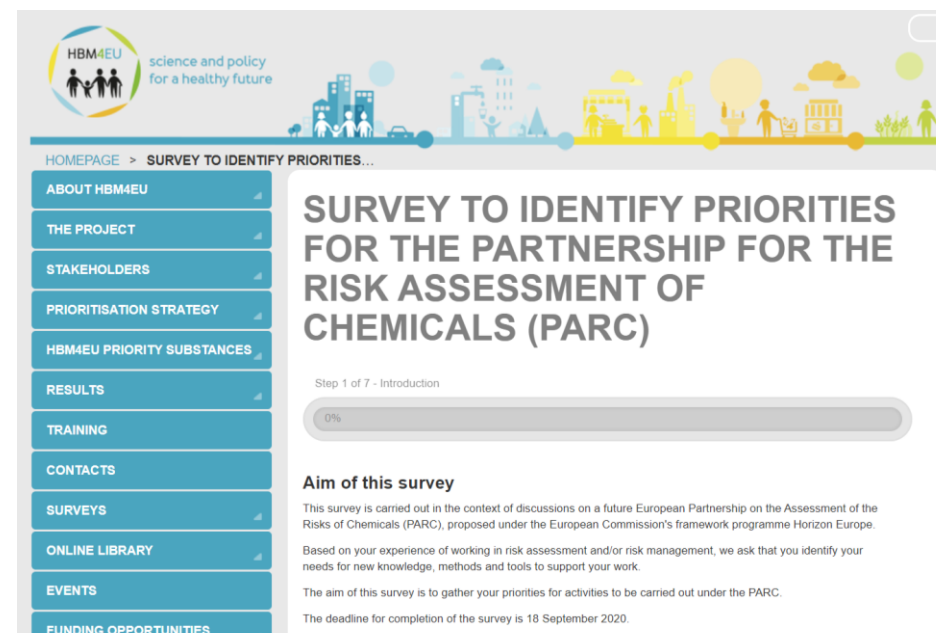 HBM4EU
science and policy
for a healthy future
HOMEPAGE > SURVEY TO IDENTIFY PRIORITIES...
ABOUT HBM4EU
THE PROJECT
STAKEHOLDERS
PRIORITISATION STRATEGY
HBM4EU PRIORITY SUBSTANCES
RESULTS
TRAINING
CONTACTS
SURVEYS
ONLINE LIBRARY
EVENTS
FUNDING OPPORTUNITIES
SURVEY TO IDENTIFY PRIORITIES
FOR THE PARTNERSHIP FOR THE
RISK ASSESSMENT OF
CHEMICALS (PARC)
Step 1 of 7 - Introduction
0%
Aim of this survey
This survey is carried out in the context of discussions on a future European Partnership on the Assessment of the
Risks of Chemicals (PARC), proposed under the European Commission's framework programme Horizon Europe.
Based on your experience of working in risk assessment and/or risk management, we ask that you identify your
needs for new knowledge, methods and tools to support your work.
The aim of this survey is to gather your priorities for activities to be carried out under the PARC.
The deadline for completion of the survey is 18 September 2020.